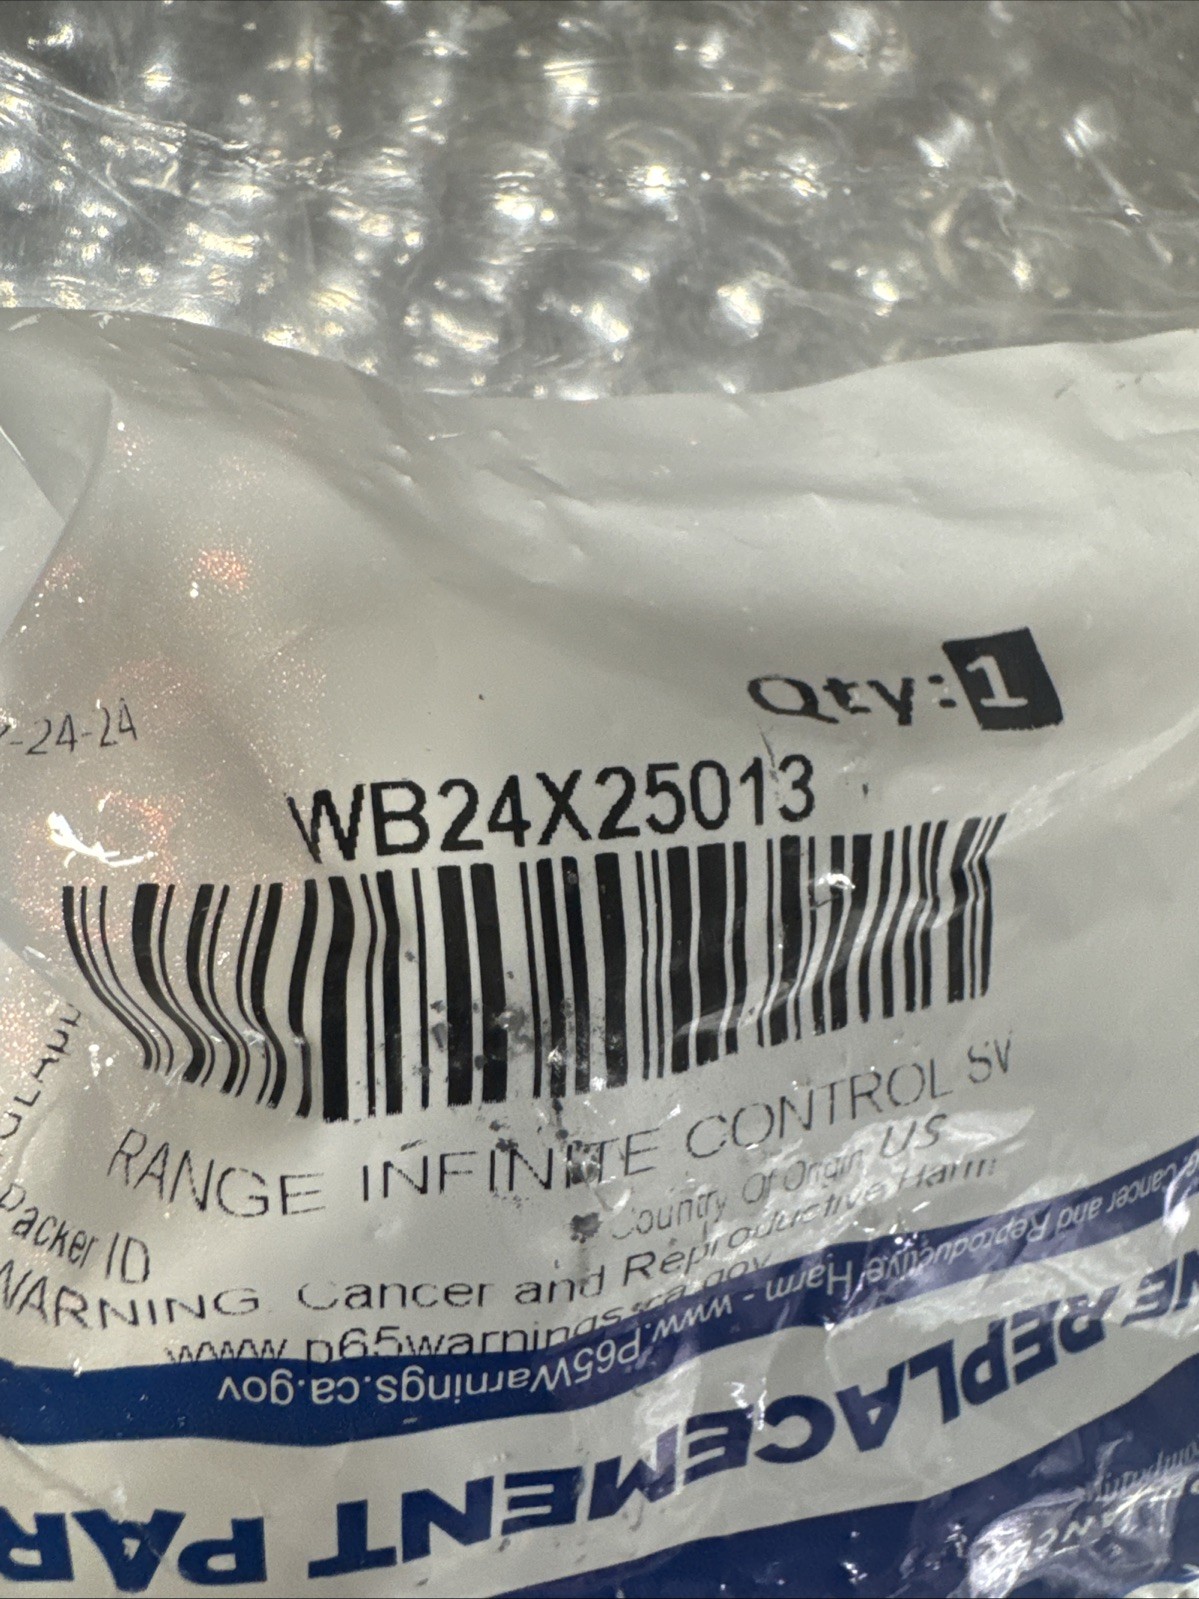 Qty:1
-24-24
WB24X25013
RANGE INFINITE CONTROL SW
Country Of Origin US
Packer ID
WARNING Cancer and Reproductive Harm
www p65warnings.ca.gov
Cancer and Reproductive Harm - www.P65Warnings.ca.gov
REPLACEMENT PAR